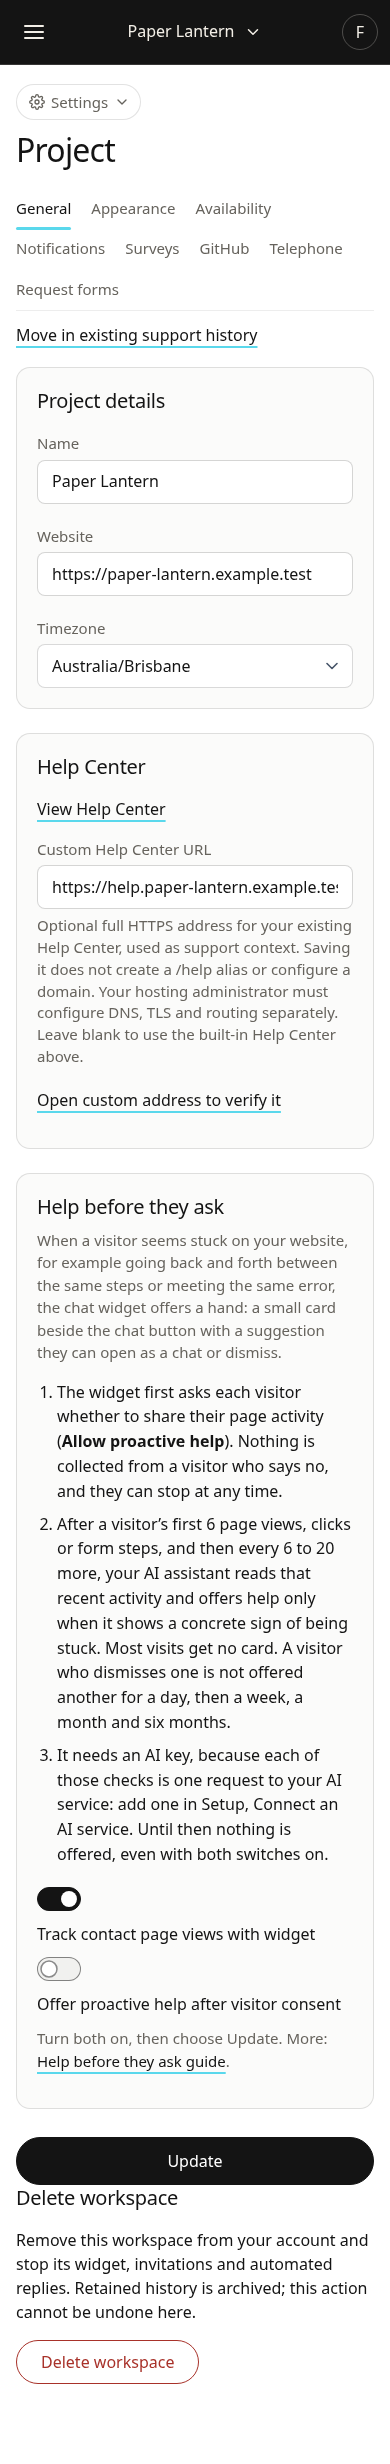 Paper Lantern
F
Settings
Project
General Appearance Availability
Notifications Surveys GitHub Telephone
Request forms
Move in existing support history
Project details
Name
Paper Lantern
Website
https://paper-lantern.example.test
Timezone
Australia/Brisbane
Help Center
View Help Center
Custom Help Center URL
https://help.paper-lantern.example.tes
Optional full HTTPS address for your existing
Help Center, used as support context. Saving
it does not create a /help alias or configure a
domain. Your hosting administrator must
configure DNS, TLS and routing separately.
Leave blank to use the built-in Help Center
above.
Open custom address to verify it
Help before they ask
When a visitor seems stuck on your website,
for example going back and forth between
the same steps or meeting the same error,
the chat widget offers a hand: a small card
beside the chat button with a suggestion
they can open as a chat or dismiss.
1. The widget first asks each visitor
whether to share their page activity
(Allow proactive help). Nothing is
collected from a visitor who says no,
and they can stop at any time.
2. After a visitor’s first 6 page views, clicks
or form steps, and then every 6 to 20
more, your AI assistant reads that
recent activity and offers help only
when it shows a concrete sign of being
stuck. Most visits get no card. A visitor
who dismisses one is not offered
another for a day, then a week, a
month and six months.
3. It needs an AI key, because each of
those checks is one request to your AI
service: add one in Setup, Connect an
AI service. Until then nothing is
offered, even with both switches on.
Track contact page views with widget
Offer proactive help after visitor consent
Turn both on, then choose Update. More:
Help before they ask guide.
Update
Delete workspace
Remove this workspace from your account and
stop its widget, invitations and automated
replies. Retained history is archived; this action
cannot be undone here.
Delete workspace